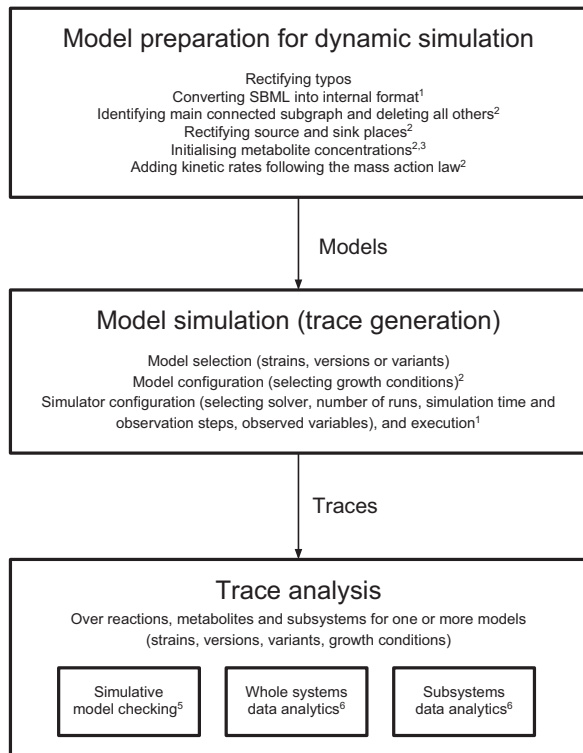 Model preparation for dynamic simulation
Rectifying typos
Converting SBML into internal format¹
Identifying main connected subgraph and deleting all others²
Rectifying source and sink places²
Initialising metabolite concentrations²,³
Adding kinetic rates following the mass action law²
Models
Model simulation (trace generation)
Model selection (strains, versions or variants)
Model configuration (selecting growth conditions)²
Simulator configuration (selecting solver, number of runs, simulation time and
observation steps, observed variables), and execution¹
Traces
Trace analysis
Over reactions, metabolites and subsystems for one or more models
(strains, versions, variants, growth conditions)
Simulative
model checking⁵
Whole systems
data analytics⁶
Subsystems
data analytics⁶